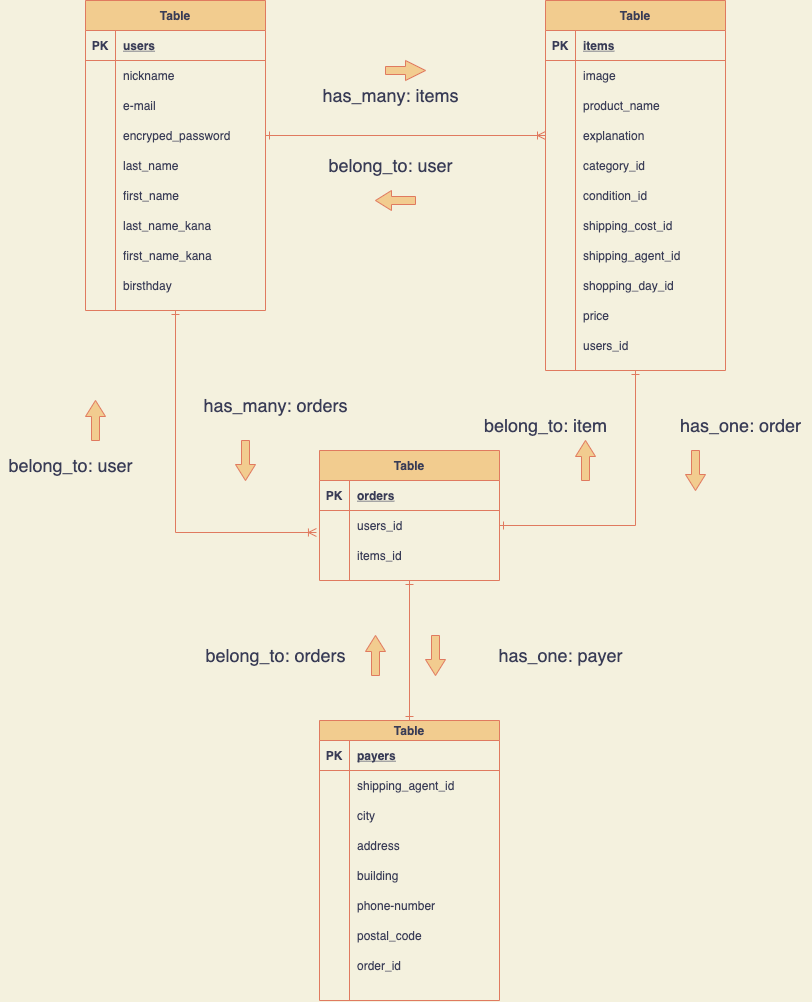 Table
PK users
nickname
e-mail
encryped_password
last_name
first_name
last_name_kana
first_name_kana
birsthday
has_many: items
belong_to: user
Table
PK items
image
product_name
explanation
category_id
condition_id
shipping_cost_id
shipping_agent_id
shopping_day_id
price
users_id
belong_to: user
has_many: orders
belong_to: item
has_one: order
Table
PK orders
users_id
items_id
belong_to: orders
has_one: payer
Table
PK payers
shipping_agent_id
city
address
building
phone-number
postal_code
order_id